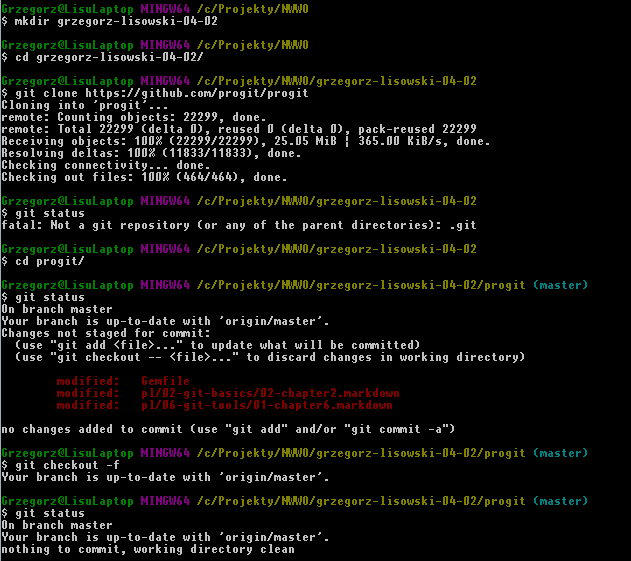 Grzegorz@LisuLaptop MINGW64 /c/Projekty/NWWO
$ mkdir grzegorz-lisowski-04-02
Grzegorz@LisuLaptop MINGW64 /c/Projekty/NWWO
$ cd grzegorz-lisowski-04-02/
Grzegorz@LisuLaptop MINGW64 /c/Projekty/NWWO/grzegorz-lisowski-04-02
$ git clone https://github.com/progit/progit
Cloning into 'progit'...
remote: Counting objects: 22299, done.
remote: Total 22299 (delta 0), reused 0 (delta 0), pack-reused 22299
Receiving objects: 100% (22299/22299), 25.05 MiB ¦ 365.00 KiB/s, done.
Resolving deltas: 100% (11833/11833), done.
Checking connectivity... done.
Checking out files: 100% (464/464), done.
Grzegorz@LisuLaptop MINGW64 /c/Projekty/NWWO/grzegorz-lisowski-04-02
$ git status
fatal: Not a git repository (or any of the parent directories): .git
Grzegorz@LisuLaptop MINGW64 /c/Projekty/NWWO/grzegorz-lisowski-04-02
$ cd progit/
Grzegorz@LisuLaptop MINGW64 /c/Projekty/NWWO/grzegorz-lisowski-04-02/progit (master)
$ git status
On branch master
Your branch is up-to-date with 'origin/master'.
Changes not staged for commit:
(use "git add <file>..." to update what will be committed)
(use "git checkout -- <file>..." to discard changes in working directory)
modified: Gemfile
modified: pl/02-git-basics/02-chapter2.markdown
modified: pl/06-git-tools/01-chapter6.markdown
no changes added to commit (use "git add" and/or "git commit -a")
Grzegorz@LisuLaptop MINGW64 /c/Projekty/NWWO/grzegorz-lisowski-04-02/progit (master)
$ git checkout -f
Your branch is up-to-date with 'origin/master'.
Grzegorz@LisuLaptop MINGW64 /c/Projekty/NWWO/grzegorz-lisowski-04-02/progit (master)
$ git status
On branch master
Your branch is up-to-date with 'origin/master'.
nothing to commit, working directory clean